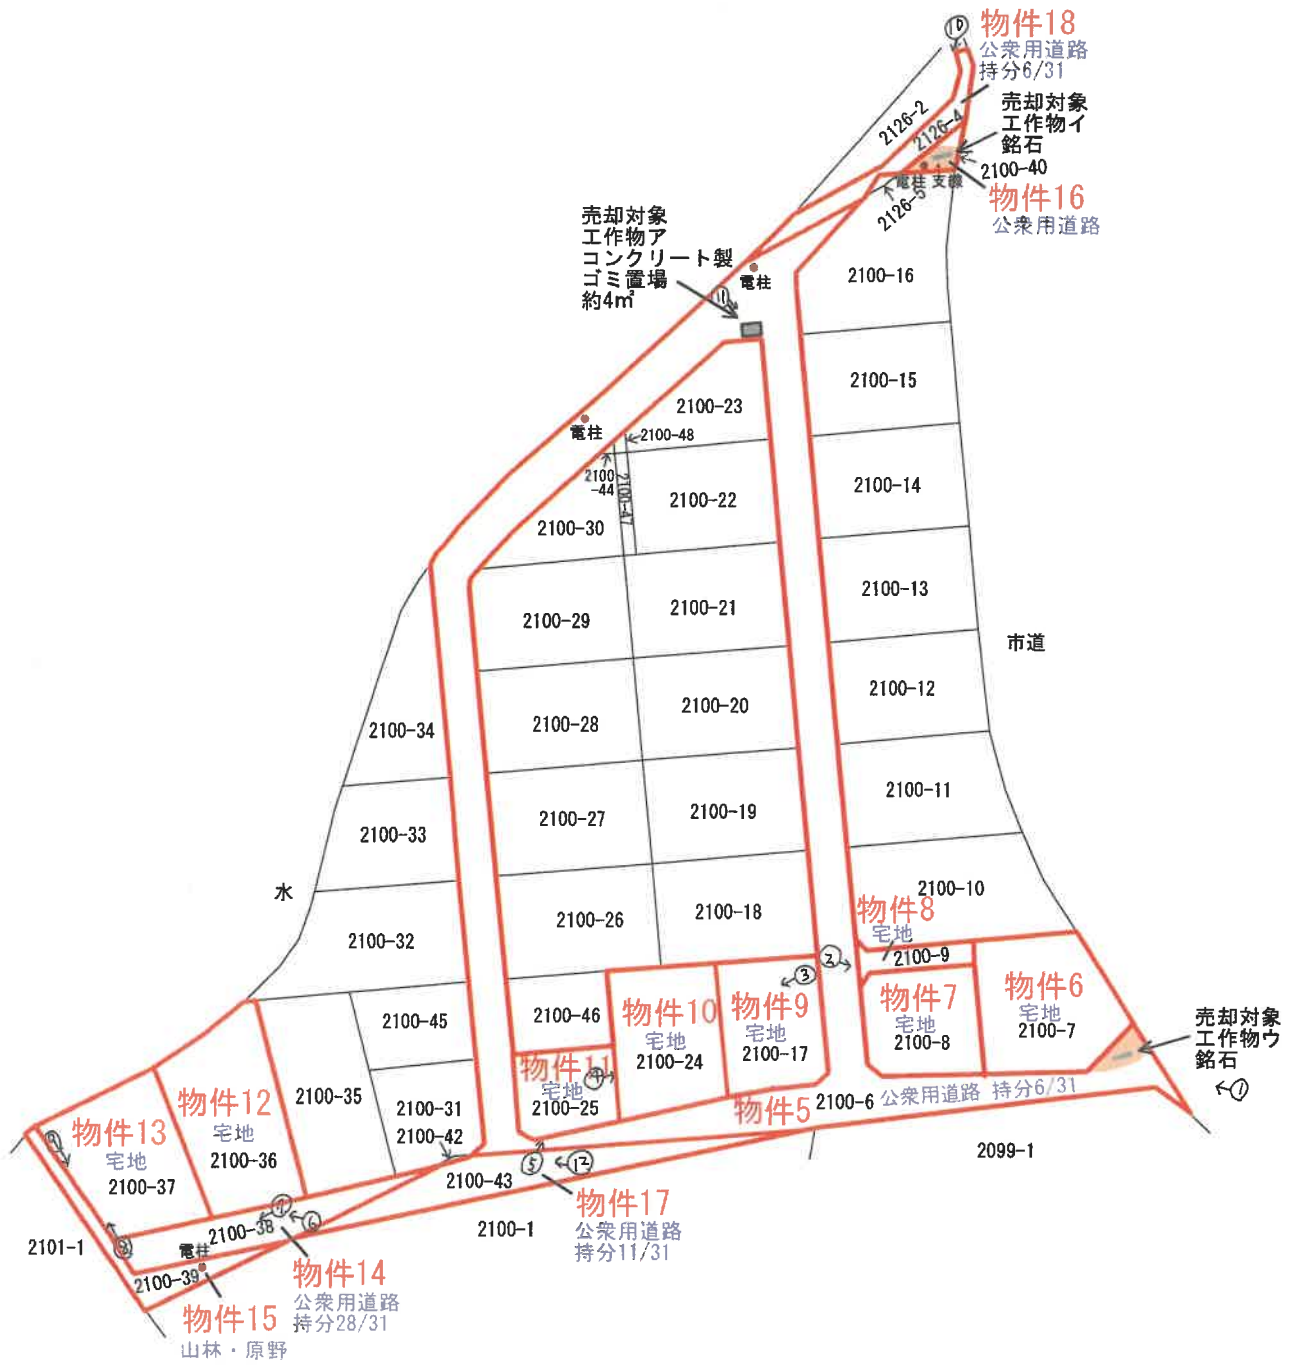 ⑩
物件18
公衆用道路
持分6/31
売却対象
工作物イ
銘石
2126-2
2126-4
2100-40
電柱 支線
物件16
公衆用道路
2126-5
売却対象
工作物ア
コンクリート製
ゴミ置場
約4㎡
電柱
⑪
2100-16
2100-15
2100-23
電柱
2100-48
2100
-44
2100-47
2100-22
2100-14
2100-30
2100-13
2100-29
2100-21
市道
2100-12
2100-20
2100-28
2100-34
2100-11
2100-19
2100-27
2100-33
水
2100-10
2100-18
2100-26
2100-32
物件8
宅地
2100-9
②
③
物件6
宅地
2100-7
物件7
宅地
2100-8
物件9
宅地
2100-17
物件10
宅地
2100-24
2100-46
2100-45
売却対象
工作物ウ
銘石
①
物件11
宅地
④
2100-25
2100-35
2100-31
2100-42
物件5
2100-6
公衆用道路 持分6/31
物件12
宅地
2100-36
物件13
宅地
2100-37
⑨
2099-1
⑤
⑫
2100-43
物件17
公衆用道路
持分11/31
2100-1
⑦
⑥
2100-38
⑧
2101-1
電柱
2100-39
物件14
公衆用道路
持分28/31
物件15
山林・原野